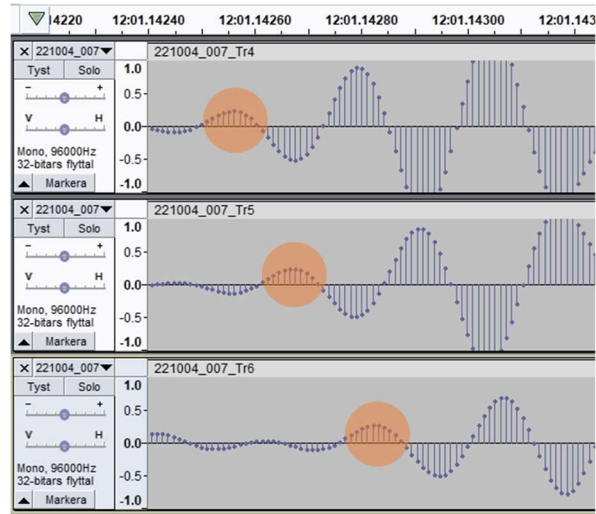 14220 12:01.14240 12:01.14260 12:01.14280 12:01.14300 12:01.143
× 221004_007▼ 221004_007_Tr4
Tyst Solo
- +
V H
Mono, 96000Hz
32-bitars flyttal
▲ Markera
1.0
0.5
0.0
-0.5
-1.0
× 221004_007▼ 221004_007_Tr5
Tyst Solo
- +
V H
Mono, 96000Hz
32-bitars flyttal
▲ Markera
1.0
0.5
0.0
-0.5
-1.0
× 221004_007▼ 221004_007_Tr6
Tyst Solo
- +
V H
Mono, 96000Hz
32-bitars flyttal
▲ Markera
1.0
0.5
0.0
-0.5
-1.0